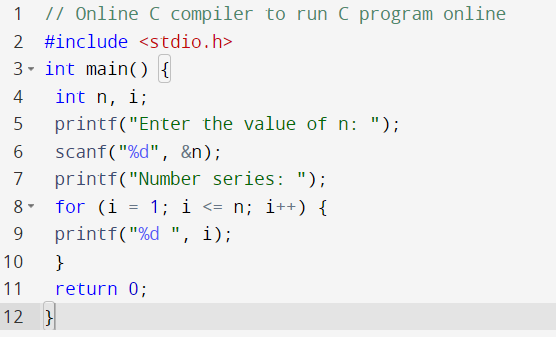 1 // Online C compiler to run C program online
2 #include <stdio.h>
3 int main() {
4 int n, i;
5 printf("Enter the value of n: ");
6 scanf("%d", &n);
7 printf("Number series: ");
8 for (i = 1; i <= n; i++) {
9 printf("%d ", i);
10 }
11 return 0;
12 }